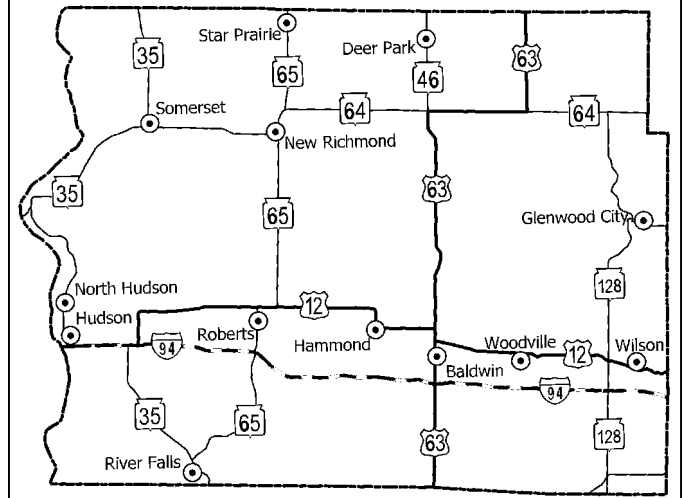 Star Prairie
35
Deer Park
63
65
46
Somerset
64
64
New Richmond
35
63
65
Glenwood City
128
North Hudson
12
Hudson
Roberts
Hammond
Woodville
12
Wilson
94
Baldwin
94
35
65
63
128
River Falls